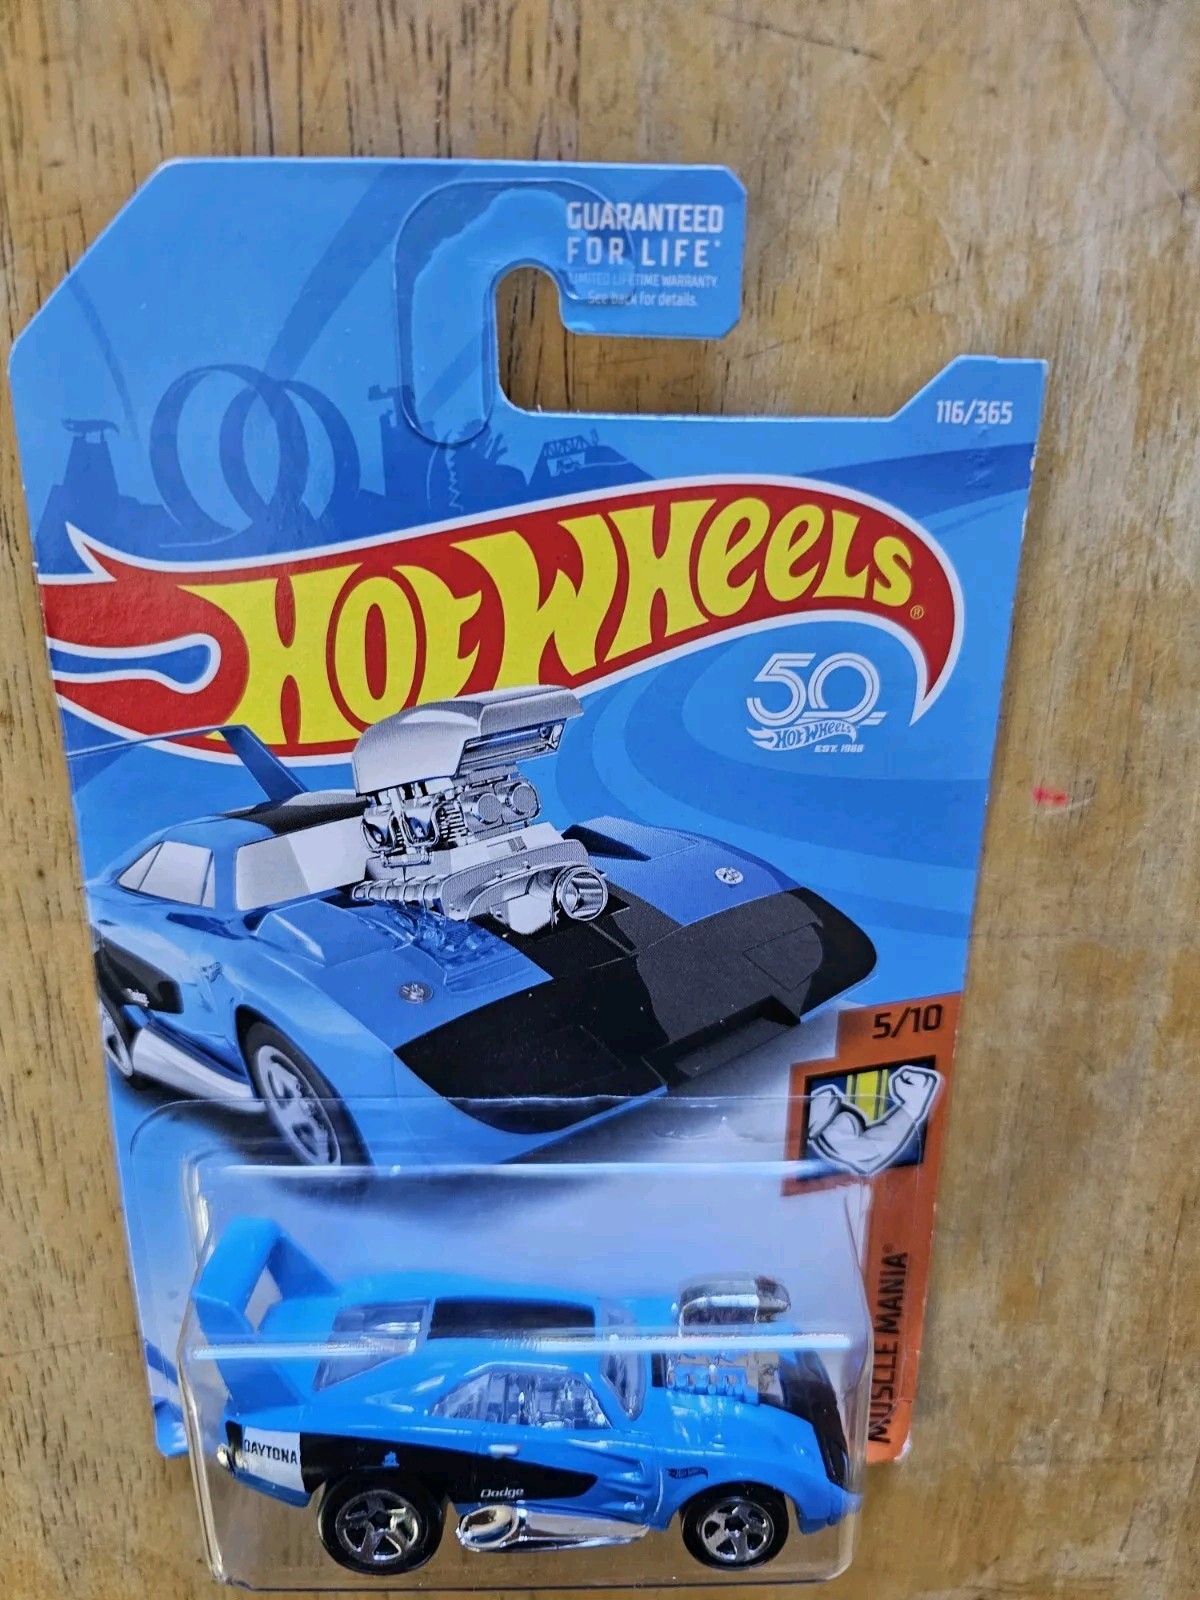 GUARANTEED
FOR LIFE*
LIMITED LIFETIME WARRANTY
See back for details.
116/365
HOT WHEELS®
50
HOT WHEELS
EST. 1968
5/10
MUSCLE MANIA®
DAYTONA
Dodge